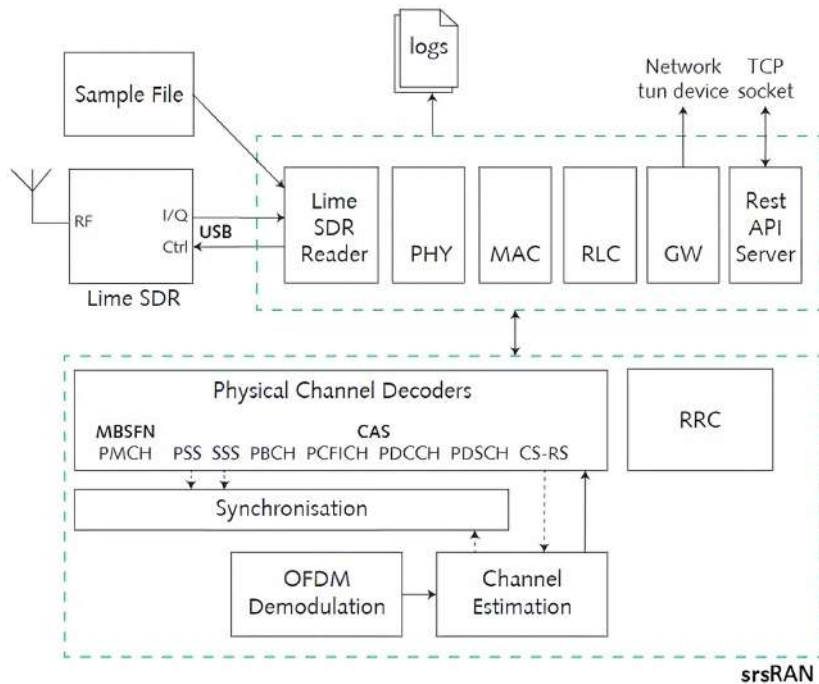 logs
Sample File
Network
tun device
TCP
socket
RF
I/Q
Ctrl
USB
Lime SDR
Lime
SDR
Reader
PHY
MAC
RLC
GW
Rest
API
Server
Physical Channel Decoders
MBSFN
CAS
PMCH PSS SSS PBCH PCFICH PDCCH PDSCH CS-RS
RRC
Synchronisation
OFDM
Demodulation
Channel
Estimation
srsRAN